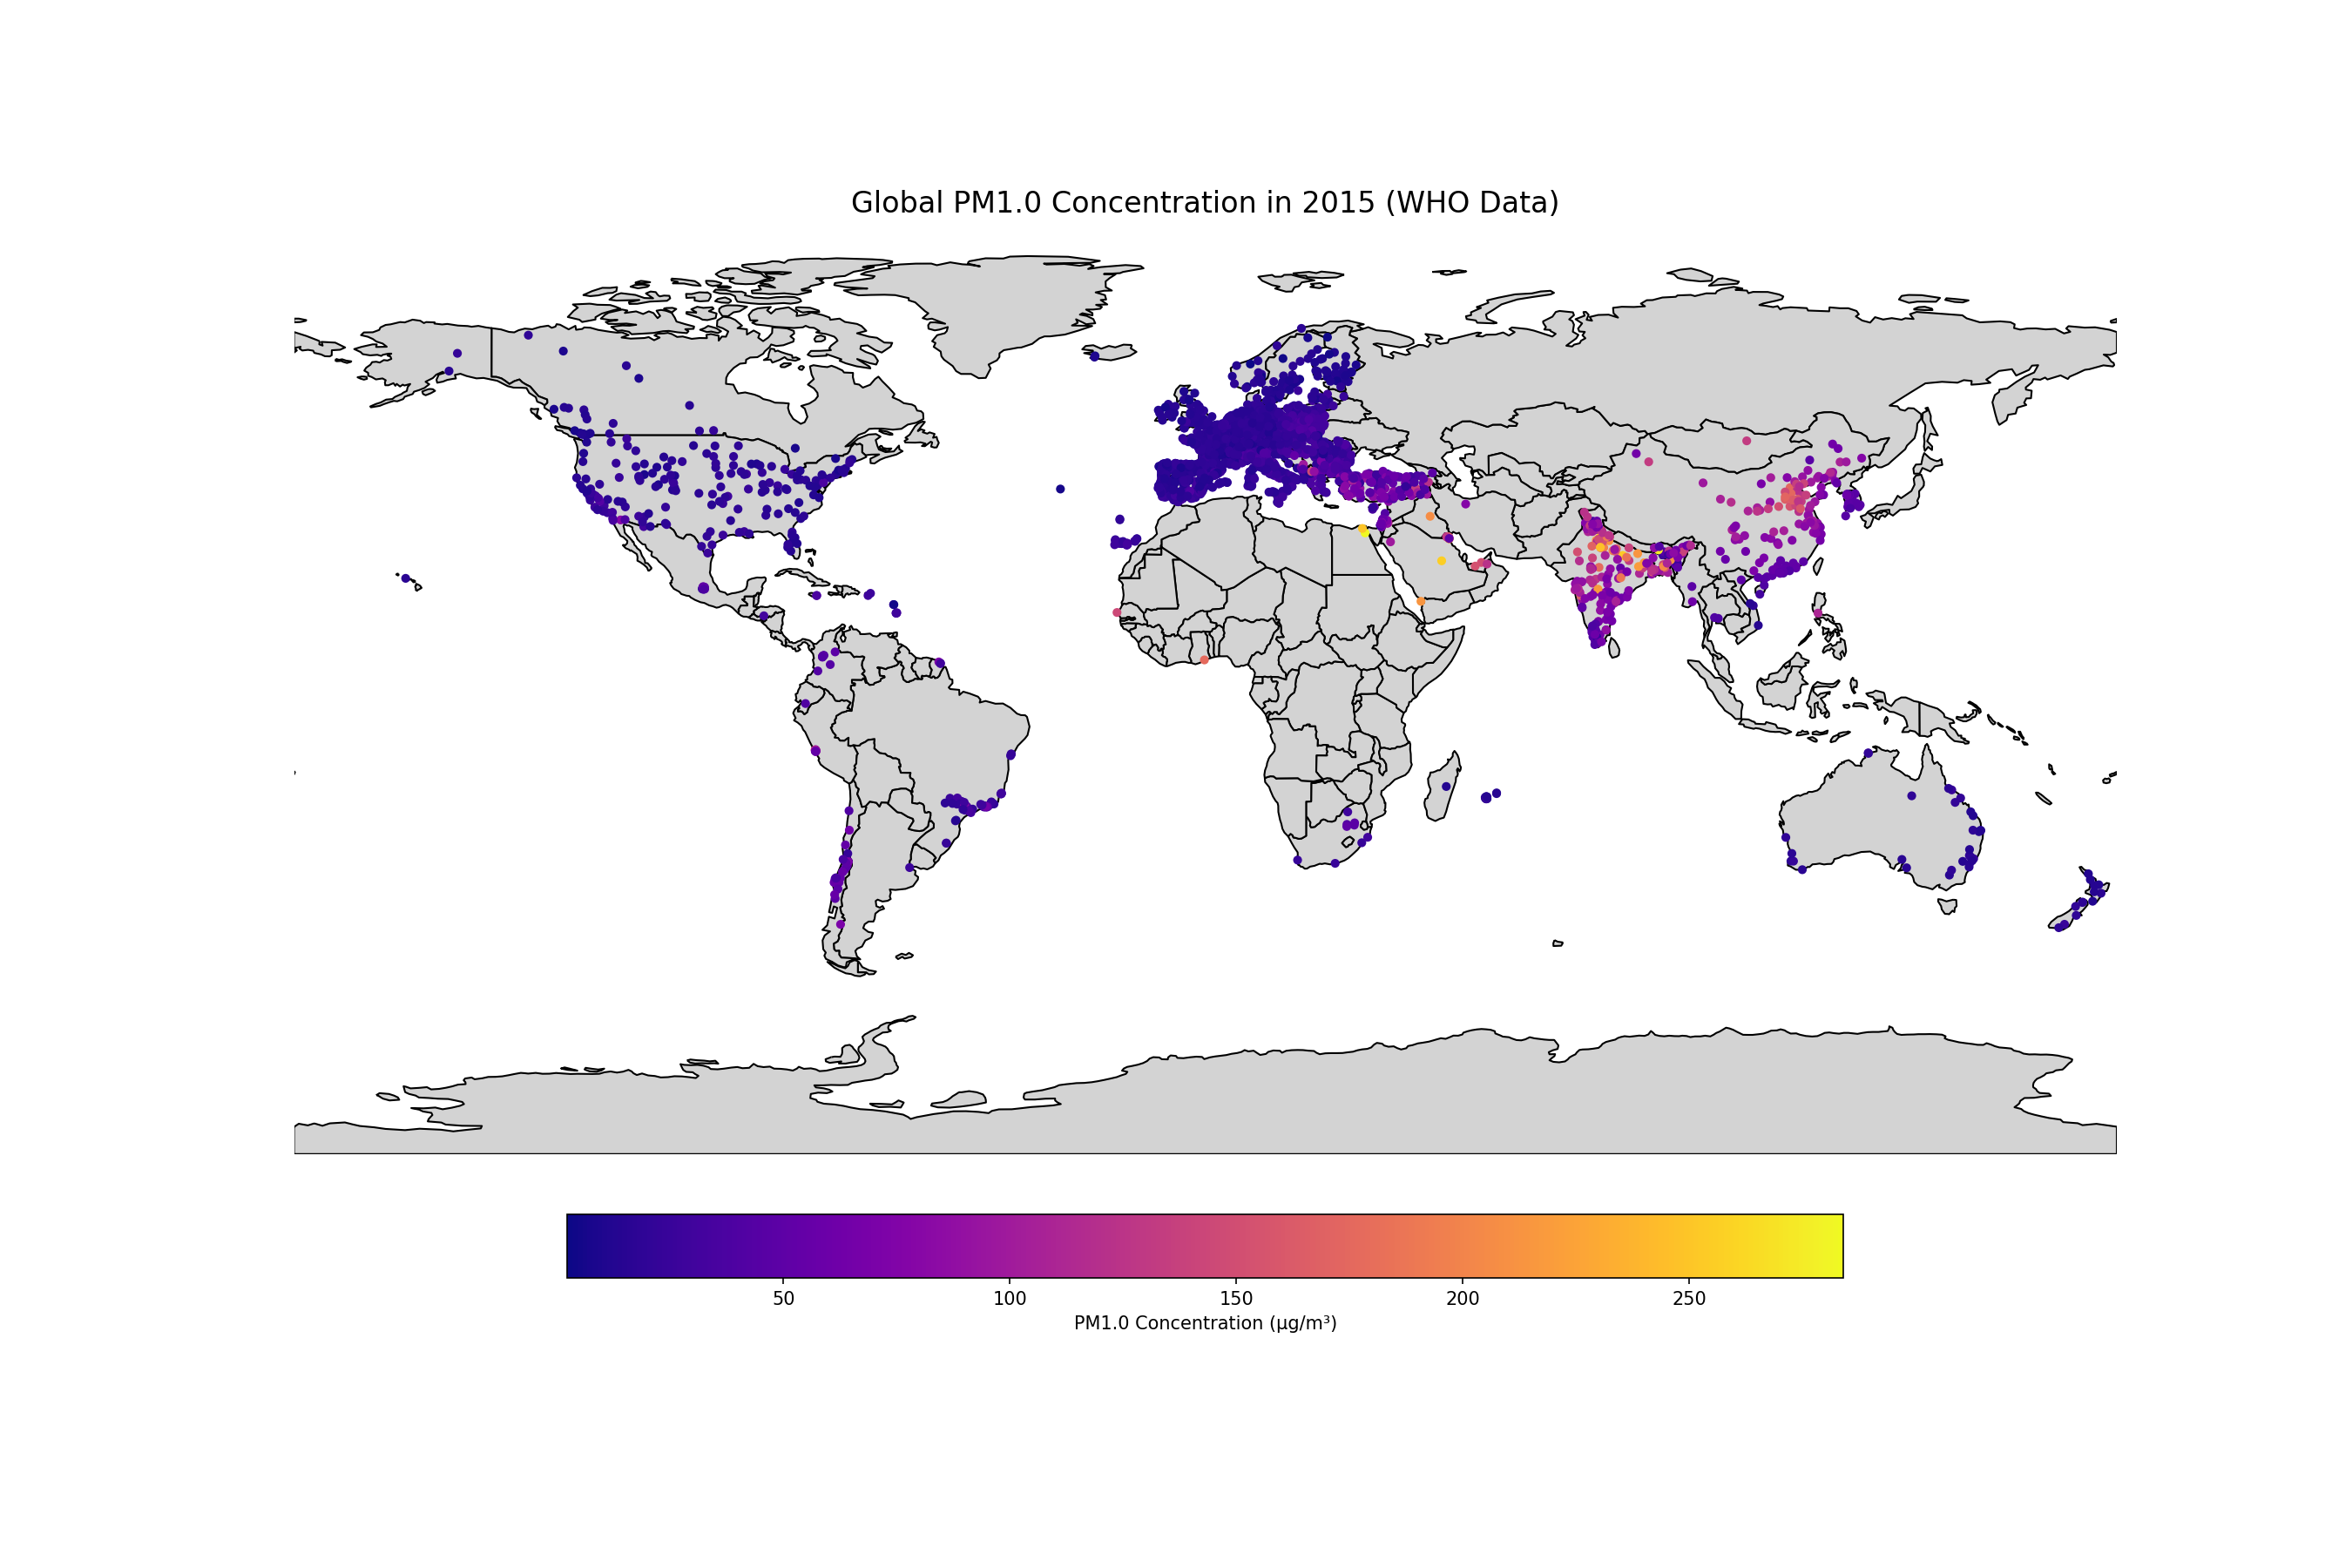 Global PM1.0 Concentration in 2015 (WHO Data)
50 100 150 200 250
PM1.0 Concentration (µg/m³)